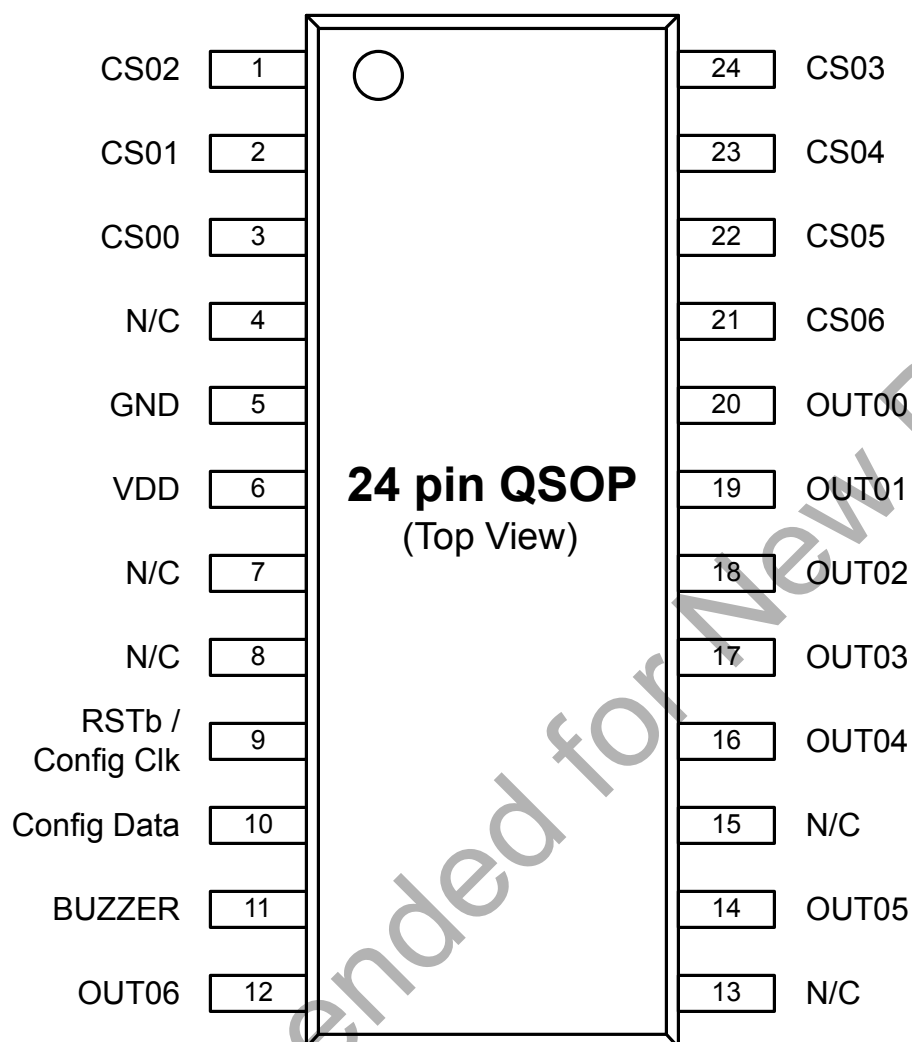 CS02 1 24 CS03
CS01 2 23 CS04
CS00 3 22 CS05
N/C 4 21 CS06
GND 5 20 OUT00
VDD 6 19 OUT01
24 pin QSOP
(Top View)
N/C 7 18 OUT02
N/C 8 17 OUT03
RSTb /
Config Clk 9 16 OUT04
Config Data 10 15 N/C
BUZZER 11 14 OUT05
OUT06 12 13 N/C
ended for New